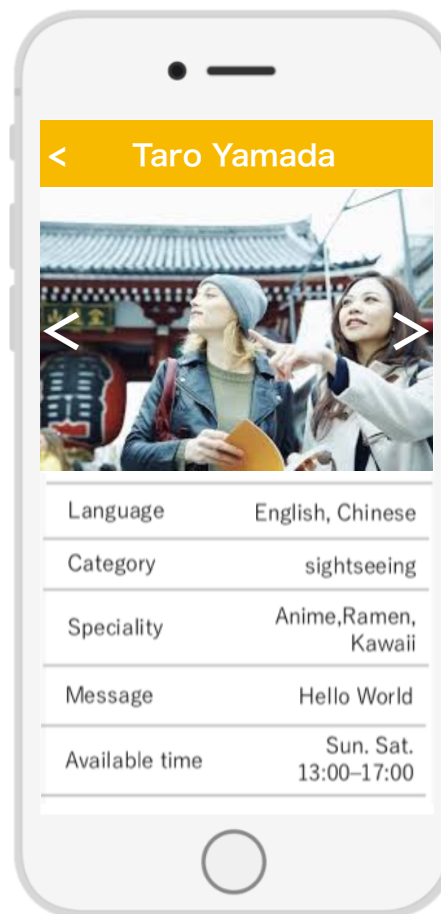 < Taro Yamada
< >
Language English, Chinese
Category sightseeing
Speciality Anime,Ramen,
Kawaii
Message Hello World
Available time Sun. Sat.
13:00–17:00